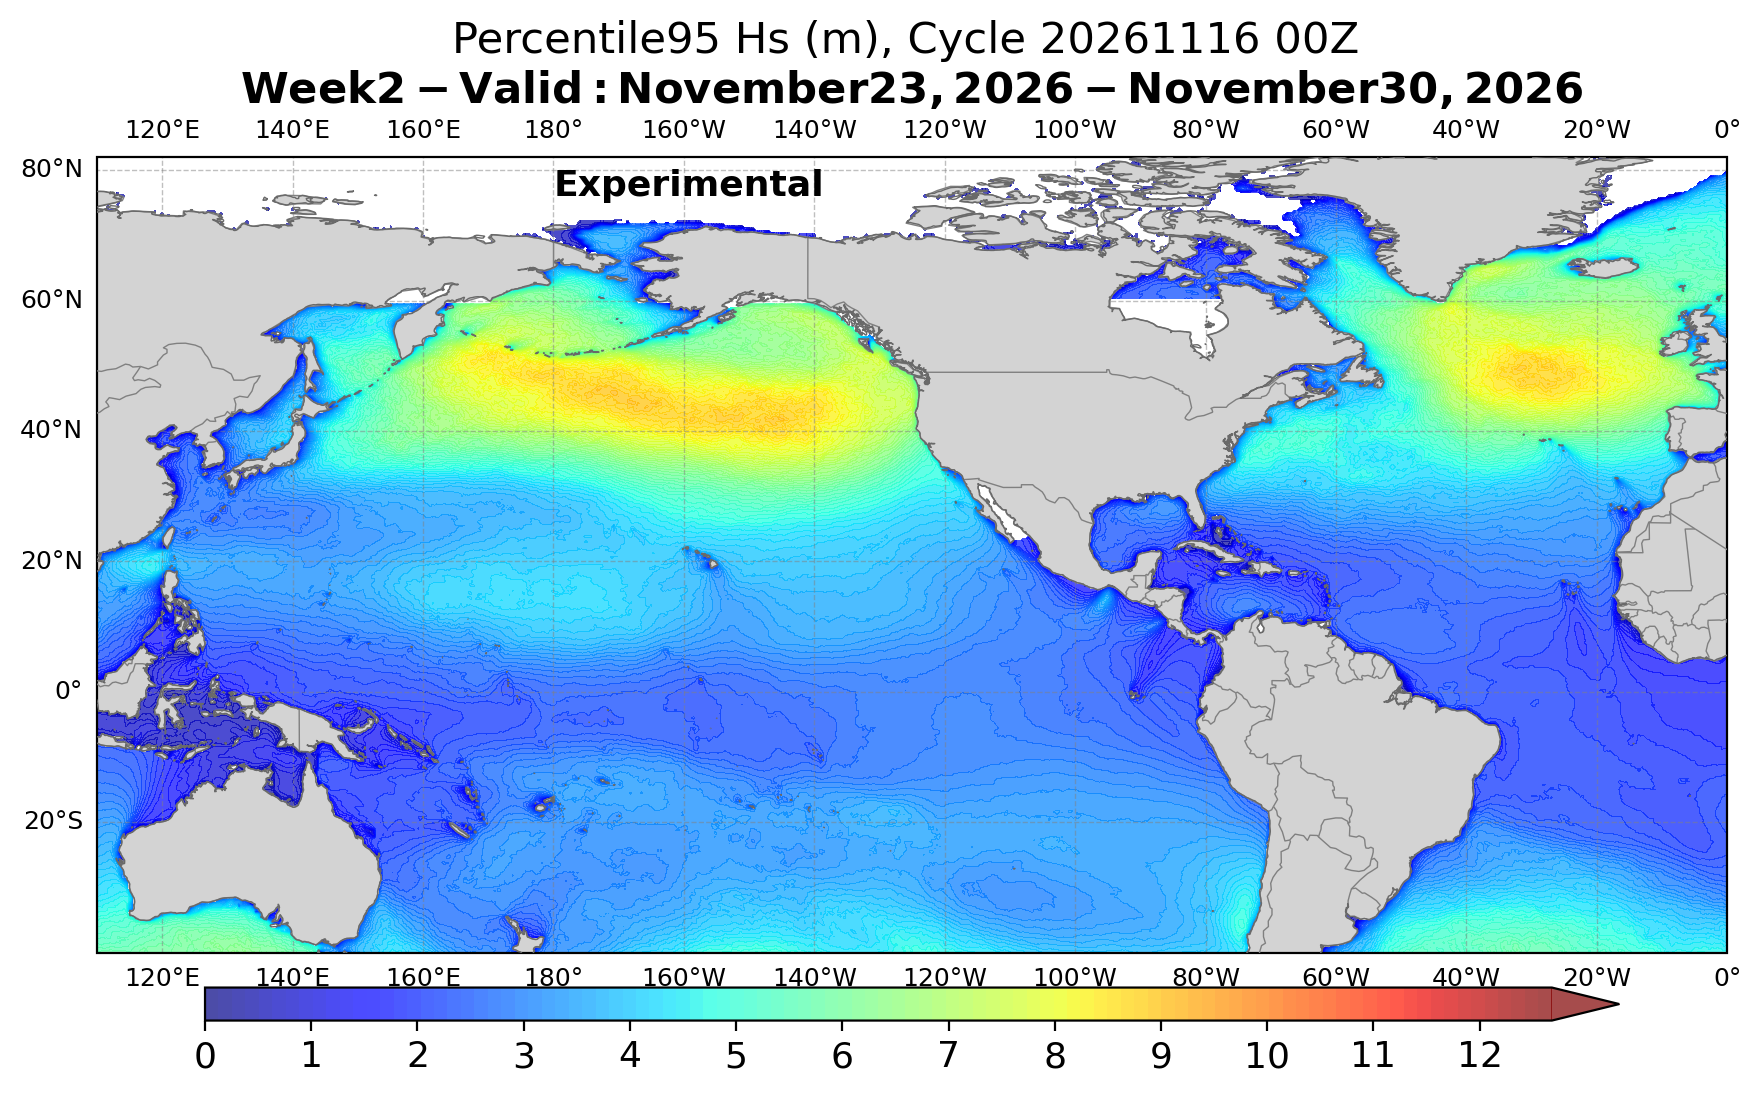 Percentile95 Hs (m), Cycle 20261116 00Z
Week2 − Valid : November23, 2026 − November30, 2026
120°E 140°E 160°E 180° 160°W 140°W 120°W 100°W 80°W 60°W 40°W 20°W 0°
80°N
Experimental
60°N
40°N
20°N
0°
20°S
120°E 140°E 160°E 180° 160°W 140°W 120°W 100°W 80°W 60°W 40°W 20°W 0°
0 1 2 3 4 5 6 7 8 9 10 11 12